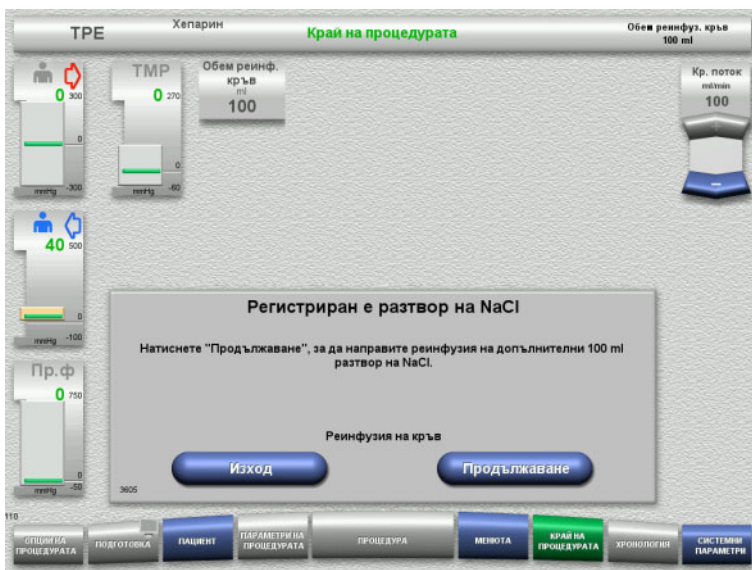 TPE
Хепарин
Край на процедурата
Обем реинфуз. кръв
100 ml
0
300
0
-300
mmHg
TMP
0
270
0
-60
mmHg
Обем реинф.
кръв
ml
100
Кр. поток
ml/min
100
+
-
40
500
0
-100
mmHg
Пр.ф
0
750
0
-50
mmHg
Регистриран е разтвор на NaCl
Натиснете "Продължаване", за да направите реинфузия на допълнителни 100 ml
разтвор на NaCl.
Реинфузия на кръв
Изход
Продължаване
3605
110
ОПЦИИ НА
ПРОЦЕДУРАТА
ПОДГОТОВКА
ПАЦИЕНТ
ПАРАМЕТРИ НА
ПРОЦЕДУРАТА
ПРОЦЕДУРА
МЕНЮТА
КРАЙ НА
ПРОЦЕДУРАТА
ХРОНОЛОГИЯ
СИСТЕМНИ
ПАРАМЕТРИ